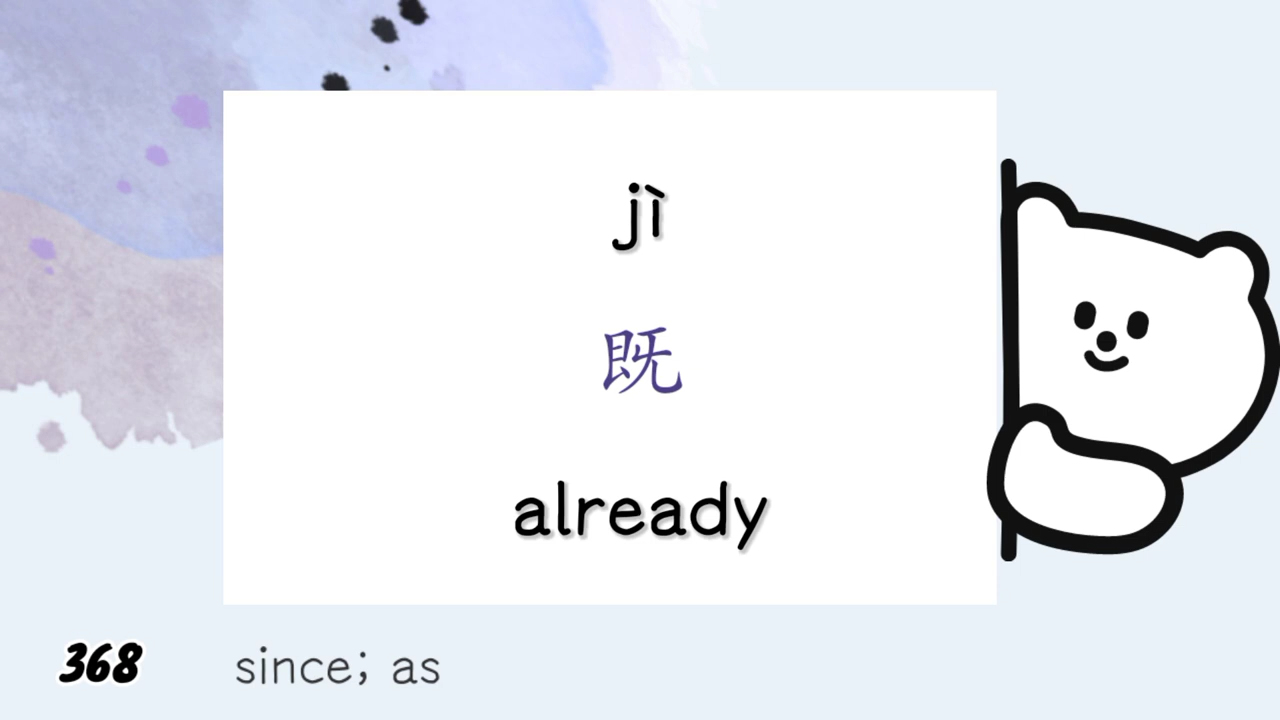 jì
既
already
368
since; as